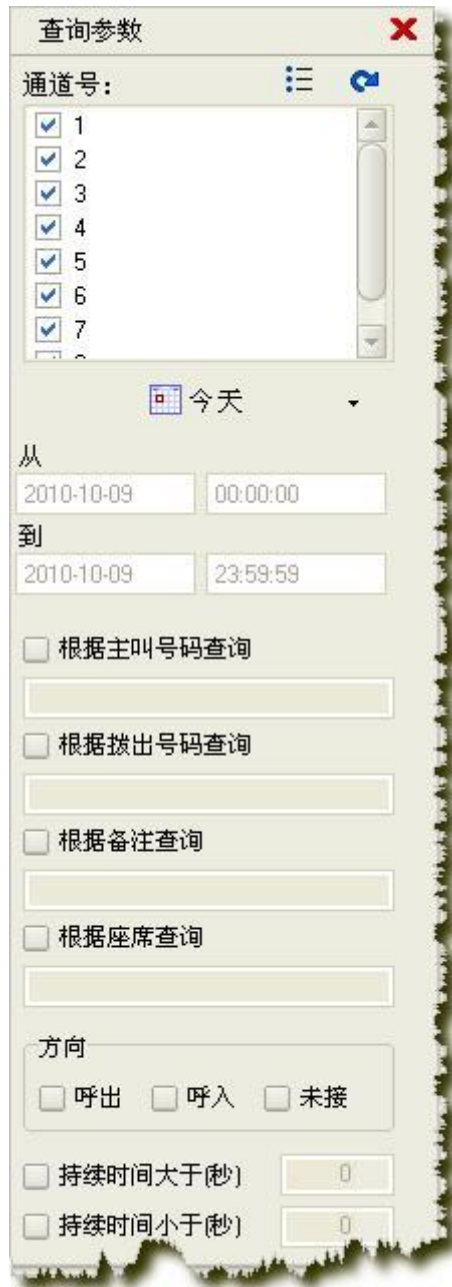 查询参数
通道号：
1
2
3
4
5
6
7
今天
从
2010-10-09 00:00:00
到
2010-10-09 23:59:59
根据主叫号码查询
根据拨出号码查询
根据备注查询
根据座席查询
方向
呼出 呼入 未接
持续时间大于(秒) 0
持续时间小于(秒) 0